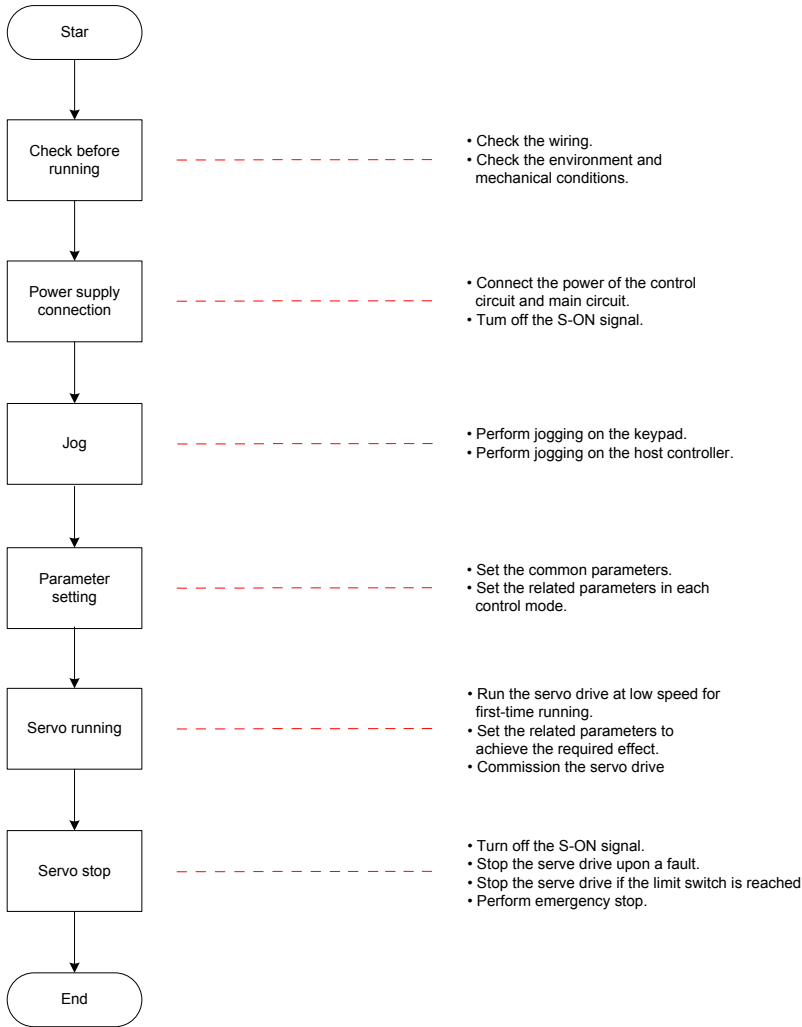 Star
Check before
running
• Check the wiring.
• Check the environment and
mechanical conditions.
Power supply
connection
• Connect the power of the control
circuit and main circuit.
• Tum off the S-ON signal.
Jog
• Perform jogging on the keypad.
• Perform jogging on the host controller.
Parameter
setting
• Set the common parameters.
• Set the related parameters in each
control mode.
Servo running
• Run the servo drive at low speed for
first-time running.
• Set the related parameters to
achieve the required effect.
• Commission the servo drive
Servo stop
• Turn off the S-ON signal.
• Stop the serve drive upon a fault.
• Stop the serve drive if the limit switch is reached
• Perform emergency stop.
End